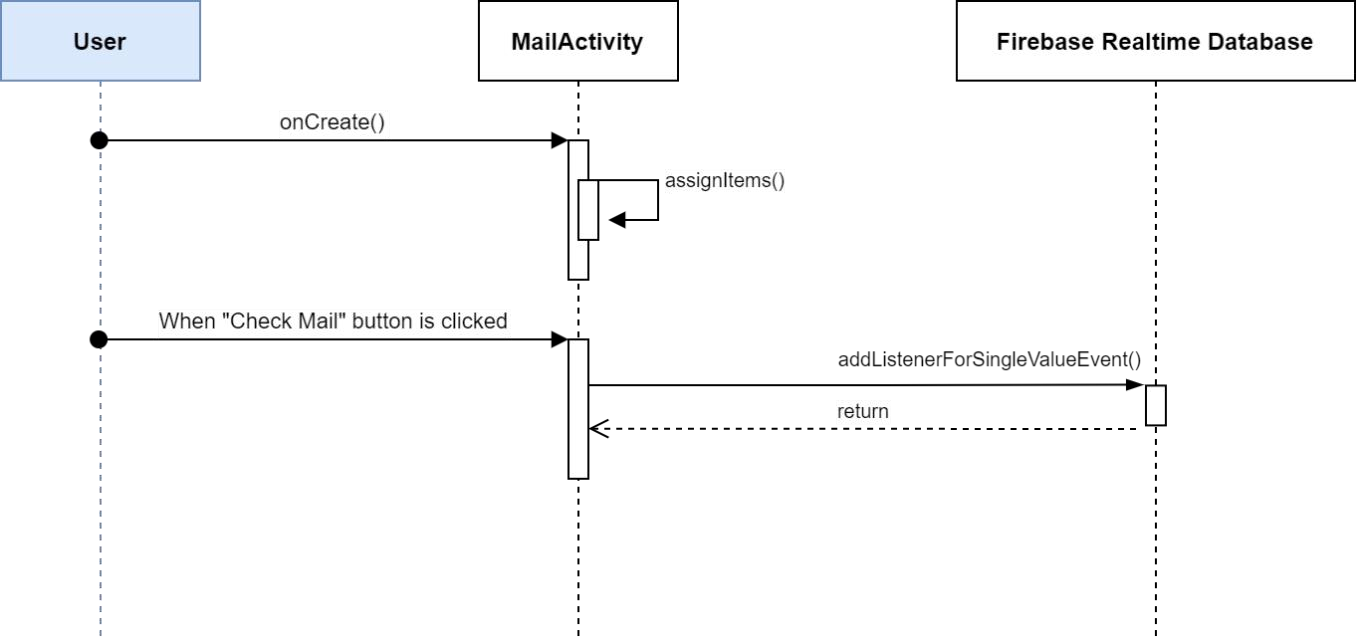 User
MailActivity
Firebase Realtime Database
onCreate()
assignItems()
When "Check Mail" button is clicked
addListenerForSingleValueEvent()
return